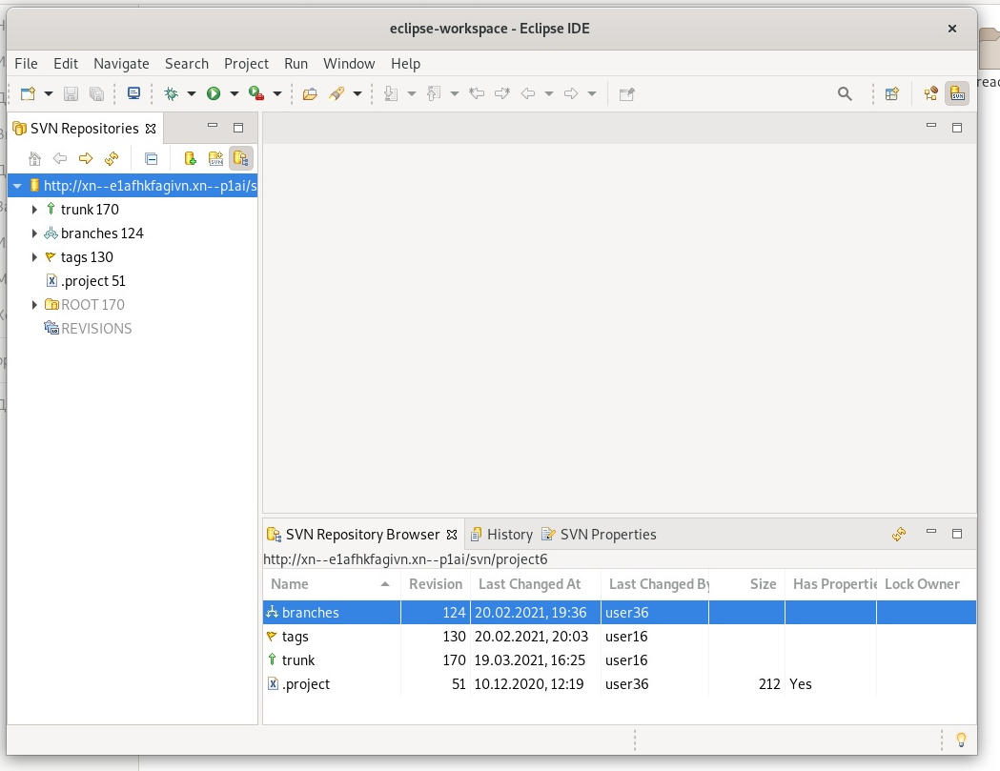 eclipse-workspace - Eclipse IDE
File Edit Navigate Search Project Run Window Help
SVN Repositories
http://xn--e1afhkfagivn.xn--p1ai/s
trunk 170
branches 124
tags 130
.project 51
ROOT 170
REVISIONS
SVN Repository Browser History SVN Properties
http://xn--e1afhkfagivn.xn--p1ai/svn/project6
Name Revision Last Changed At Last Changed By Size Has Propertie Lock Owner
branches 124 20.02.2021, 19:36 user36
tags 130 20.02.2021, 20:03 user16
trunk 170 19.03.2021, 16:25 user16
.project 51 10.12.2020, 12:19 user36 212 Yes